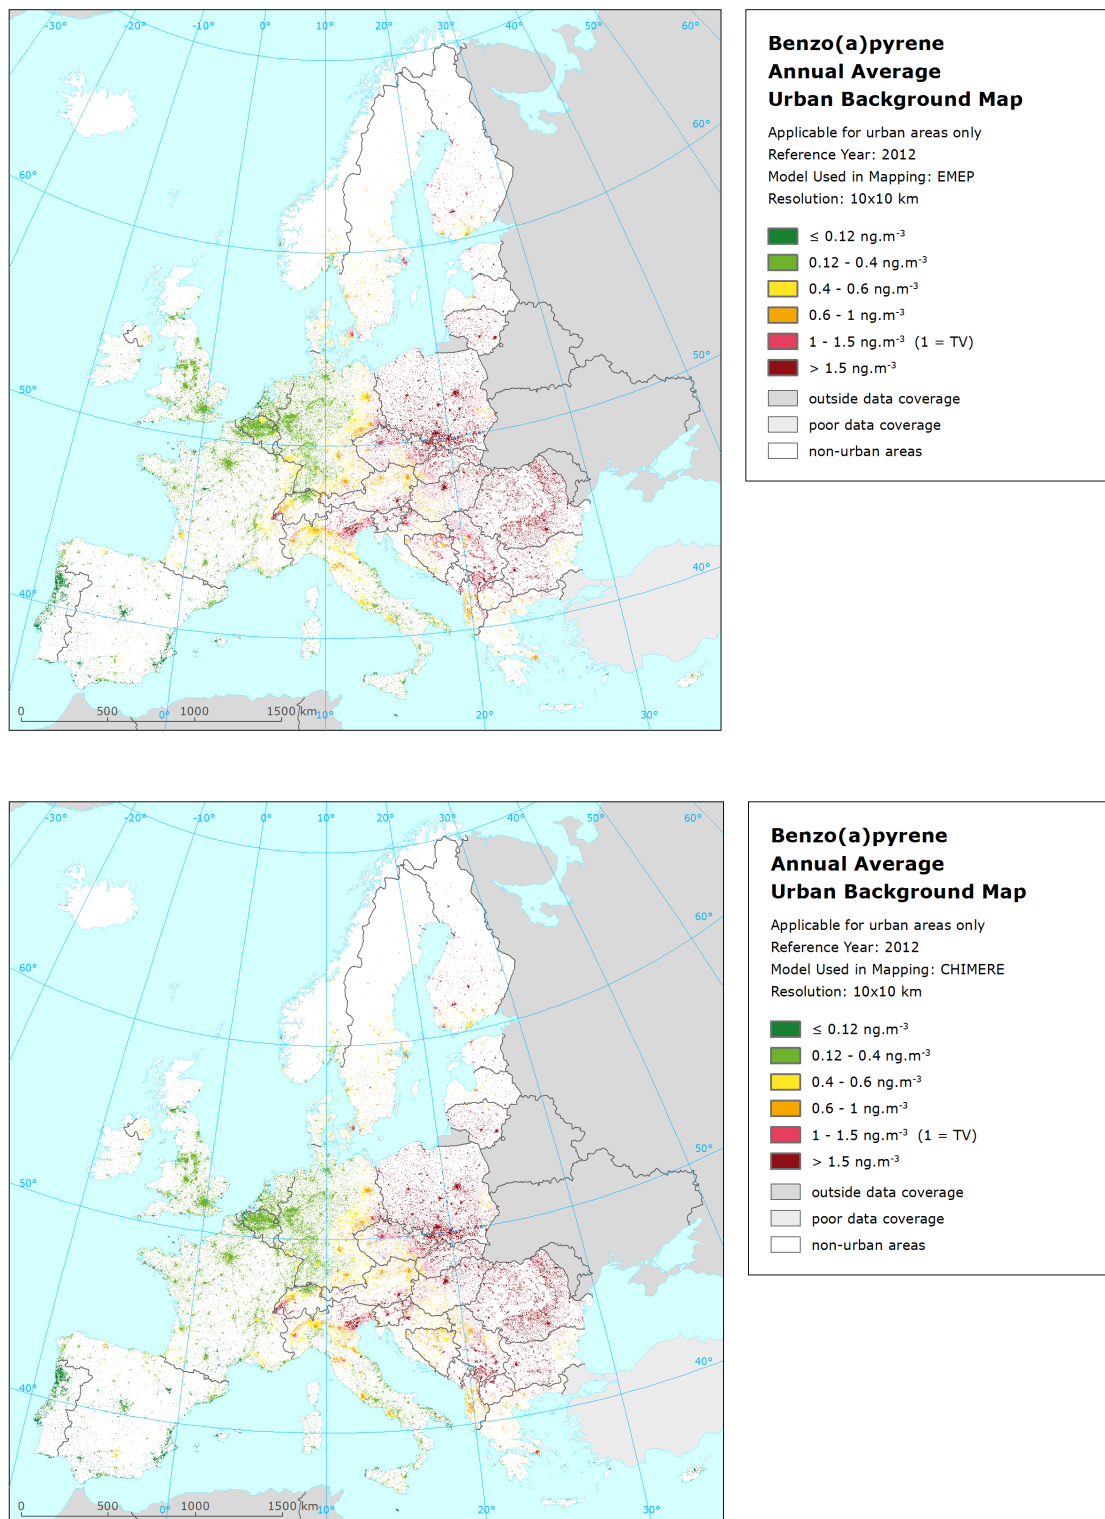 -30°
-20°
-10°
0°
10°
20°
30°
40°
50°
60°
60°
60°
50°
50°
40°
40°
0 500 1000 1500 km
0°
10°
20°
30°
Benzo(a)pyrene
Annual Average
Urban Background Map
Applicable for urban areas only
Reference Year: 2012
Model Used in Mapping: EMEP
Resolution: 10x10 km
≤ 0.12 ng.m⁻³
0.12 - 0.4 ng.m⁻³
0.4 - 0.6 ng.m⁻³
0.6 - 1 ng.m⁻³
1 - 1.5 ng.m⁻³ (1 = TV)
> 1.5 ng.m⁻³
outside data coverage
poor data coverage
non-urban areas
-30°
-20°
-10°
0°
10°
20°
30°
40°
50°
60°
60°
50°
50°
40°
40°
0 500 1000 1500 km
0°
10°
20°
30°
Benzo(a)pyrene
Annual Average
Urban Background Map
Applicable for urban areas only
Reference Year: 2012
Model Used in Mapping: CHIMERE
Resolution: 10x10 km
≤ 0.12 ng.m⁻³
0.12 - 0.4 ng.m⁻³
0.4 - 0.6 ng.m⁻³
0.6 - 1 ng.m⁻³
1 - 1.5 ng.m⁻³ (1 = TV)
> 1.5 ng.m⁻³
outside data coverage
poor data coverage
non-urban areas